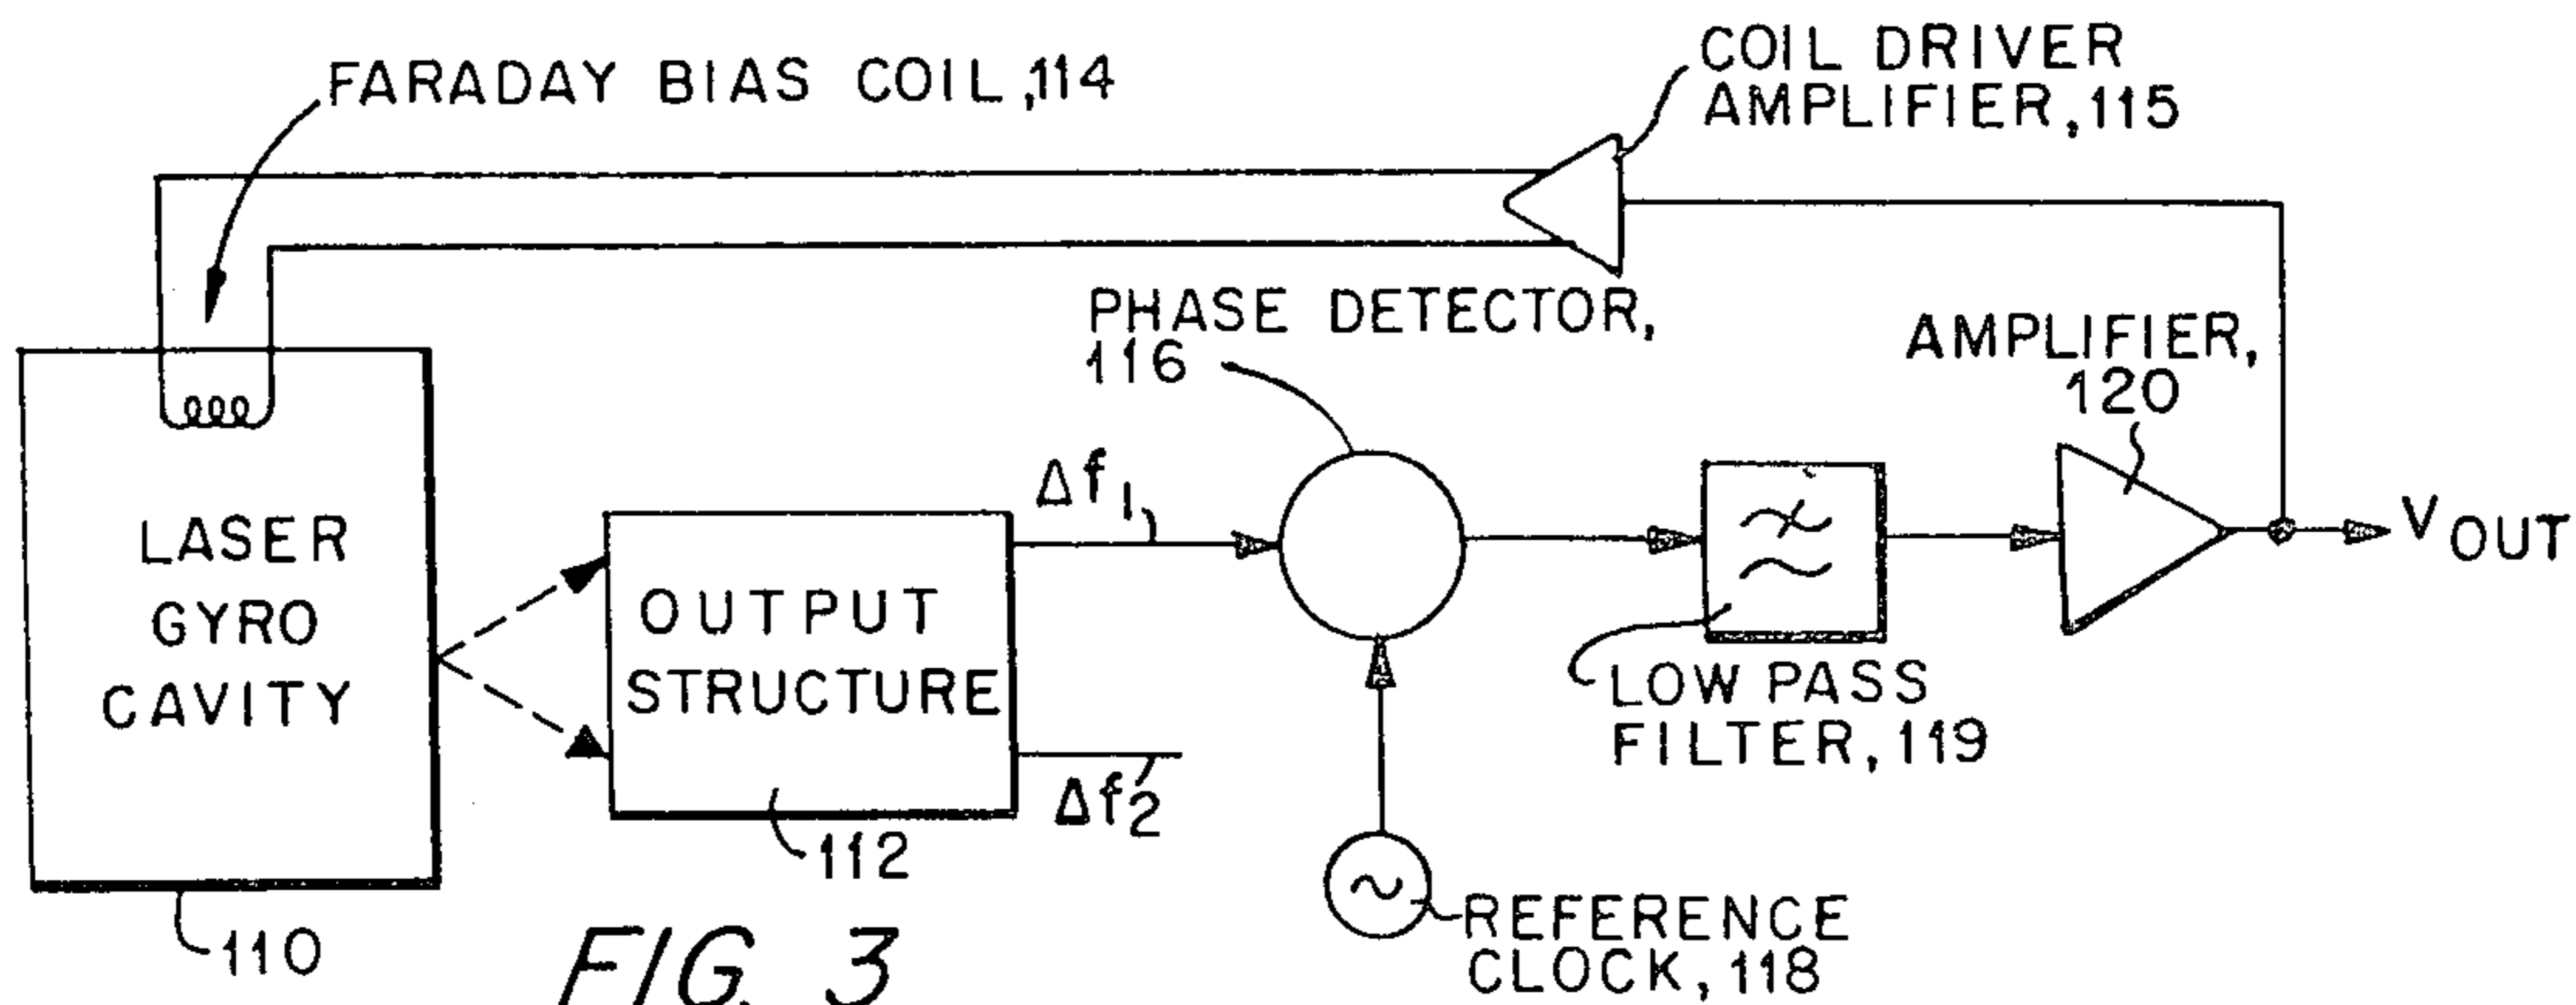 COIL DRIVER
AMPLIFIER,115
FARADAY BIAS COIL,114
PHASE DETECTOR,
116
AMPLIFIER,
120
LASER
GYRO
CAVITY
110
OUTPUT
STRUCTURE
112
Δf1
Δf2
LOW PASS
FILTER,119
VOUT
REFERENCE
CLOCK,118
FIG. 3